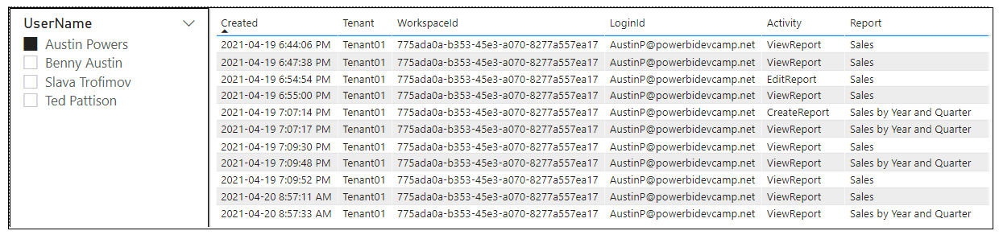 UserName
Austin Powers
Benny Austin
Slava Trofimov
Ted Pattison
Created Tenant WorkspaceId LoginId Activity Report
2021-04-19 6:44:06 PM Tenant01 775ada0a-b353-45e3-a070-8277a557ea17 AustinP@powerbidevcamp.net ViewReport Sales
2021-04-19 6:47:38 PM Tenant01 775ada0a-b353-45e3-a070-8277a557ea17 AustinP@powerbidevcamp.net ViewReport Sales
2021-04-19 6:54:54 PM Tenant01 775ada0a-b353-45e3-a070-8277a557ea17 AustinP@powerbidevcamp.net EditReport Sales
2021-04-19 6:55:00 PM Tenant01 775ada0a-b353-45e3-a070-8277a557ea17 AustinP@powerbidevcamp.net ViewReport Sales
2021-04-19 7:07:14 PM Tenant01 775ada0a-b353-45e3-a070-8277a557ea17 AustinP@powerbidevcamp.net CreateReport Sales by Year and Quarter
2021-04-19 7:07:17 PM Tenant01 775ada0a-b353-45e3-a070-8277a557ea17 AustinP@powerbidevcamp.net ViewReport Sales by Year and Quarter
2021-04-19 7:09:30 PM Tenant01 775ada0a-b353-45e3-a070-8277a557ea17 AustinP@powerbidevcamp.net ViewReport Sales
2021-04-19 7:09:48 PM Tenant01 775ada0a-b353-45e3-a070-8277a557ea17 AustinP@powerbidevcamp.net ViewReport Sales by Year and Quarter
2021-04-19 7:09:52 PM Tenant01 775ada0a-b353-45e3-a070-8277a557ea17 AustinP@powerbidevcamp.net ViewReport Sales
2021-04-20 8:57:11 AM Tenant01 775ada0a-b353-45e3-a070-8277a557ea17 AustinP@powerbidevcamp.net ViewReport Sales
2021-04-20 8:57:33 AM Tenant01 775ada0a-b353-45e3-a070-8277a557ea17 AustinP@powerbidevcamp.net ViewReport Sales by Year and Quarter